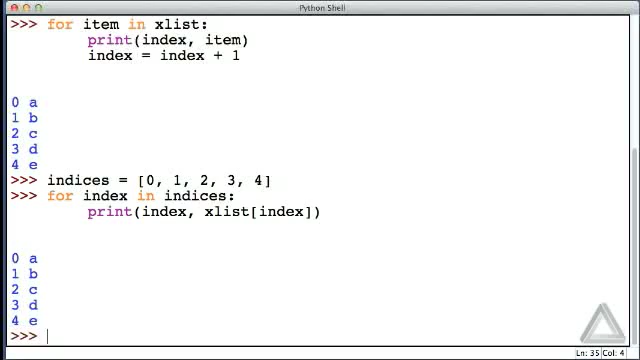 Python Shell
>>> for item in xlist:
print(index, item)
index = index + 1
0 a
1 b
2 c
3 d
4 e
>>> indices = [0, 1, 2, 3, 4]
>>> for index in indices:
print(index, xlist[index])
0 a
1 b
2 c
3 d
4 e
>>>
Ln: 35 Col: 4